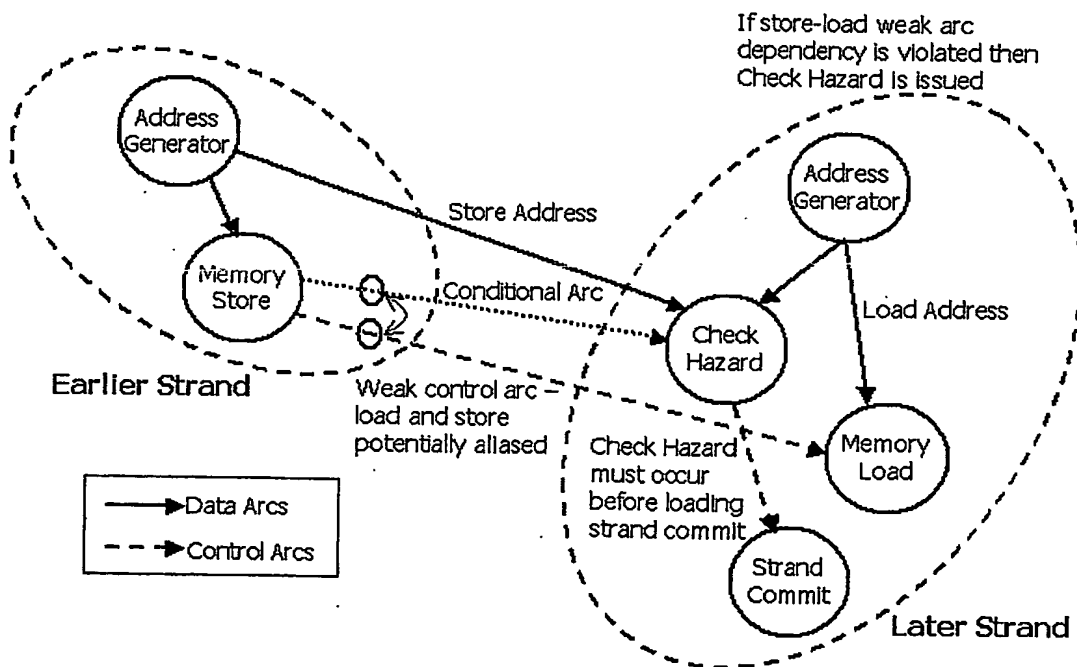 If store-load weak arc
dependency is violated then
Check Hazard is issued
Address
Generator
Address
Generator
Store Address
Memory
Store
Conditional Arc
Load Address
Check
Hazard
Earlier Strand
Weak control arc –
load and store
potentially aliased
Check Hazard
must occur
before loading
strand commit
Memory
Load
Data Arcs
Control Arcs
Strand
Commit
Later Strand